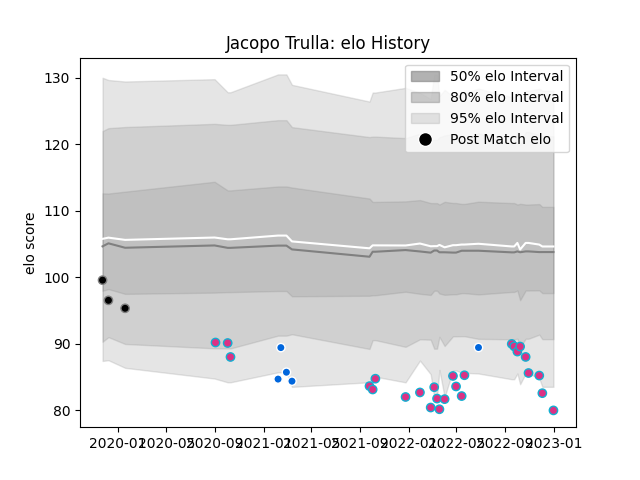 Jacopo Trulla: elo History
50% elo Interval
80% elo Interval
95% elo Interval
Post Match elo
elo score
130
120
110
100
90
80
2020-01
2020-05
2020-09
2021-01
2021-05
2021-09
2022-01
2022-05
2022-09
2023-01